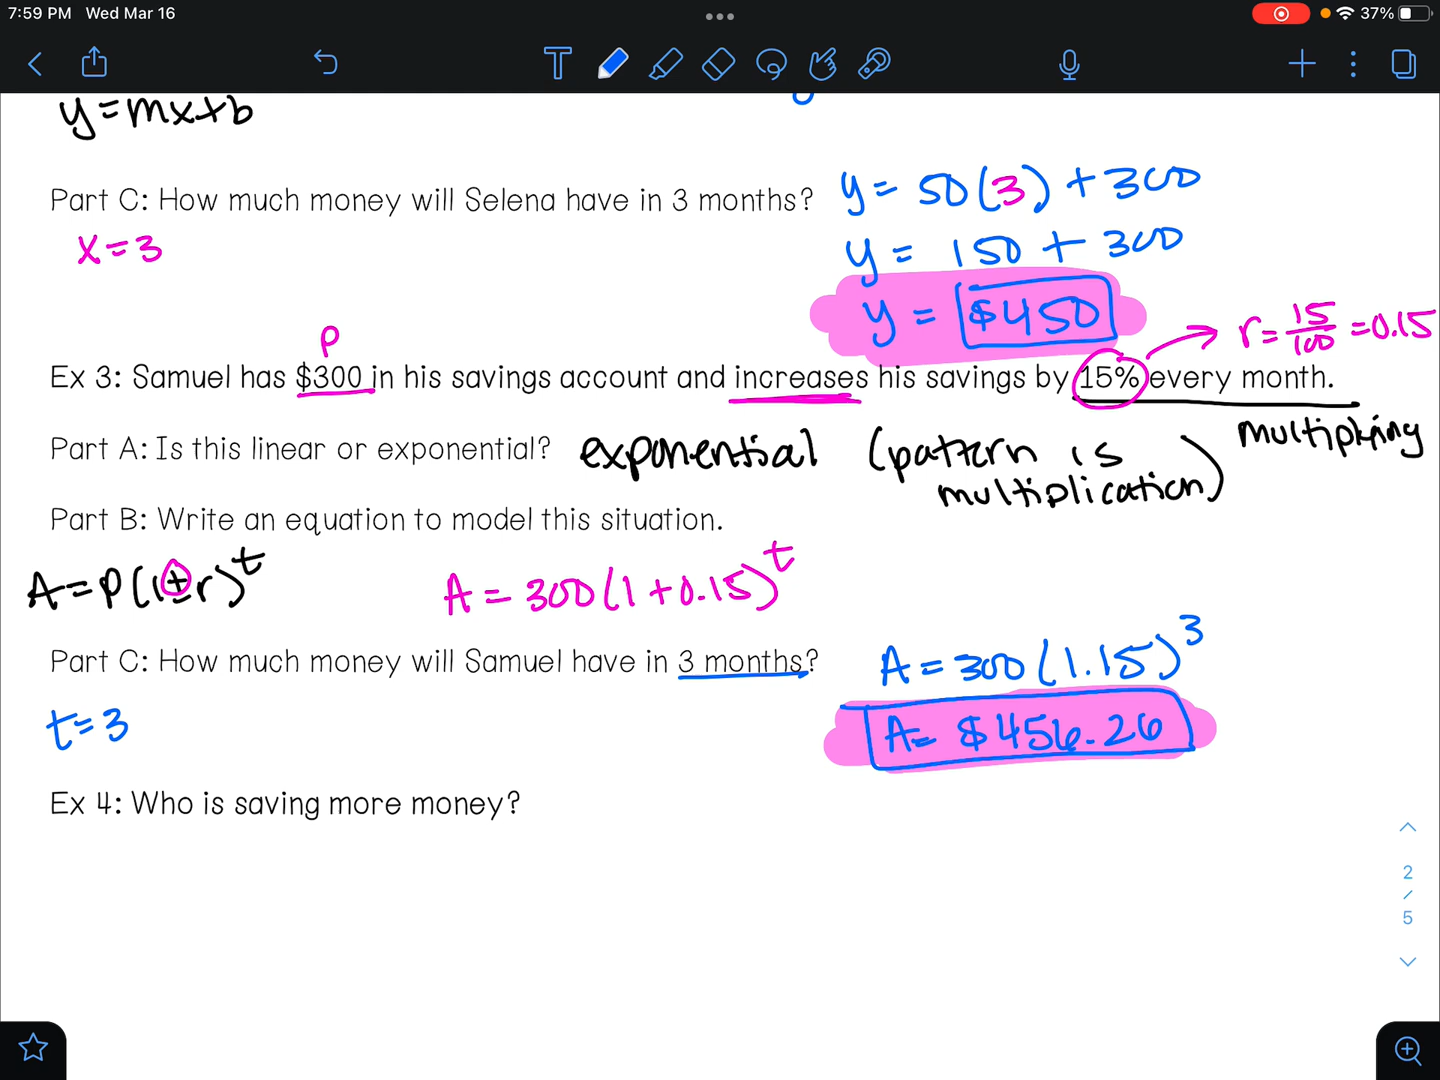 7:59 PM Wed Mar 16
37%
T
y=mx+b
Part C: How much money will Selena have in 3 months?
y = 50(3) + 300
x=3
y = 150 + 300
y = $450
P
r = 15/100 = 0.15
Ex 3: Samuel has $300 in his savings account and increases his savings by 15% every month.
multiplying
Part A: Is this linear or exponential? exponential (pattern is
multiplication)
Part B: Write an equation to model this situation.
A=P(1±r)^t
A = 300(1+0.15)^t
Part C: How much money will Samuel have in 3 months?
A = 300(1.15)^3
t=3
A= $456.26
Ex 4: Who is saving more money?
2
/
5